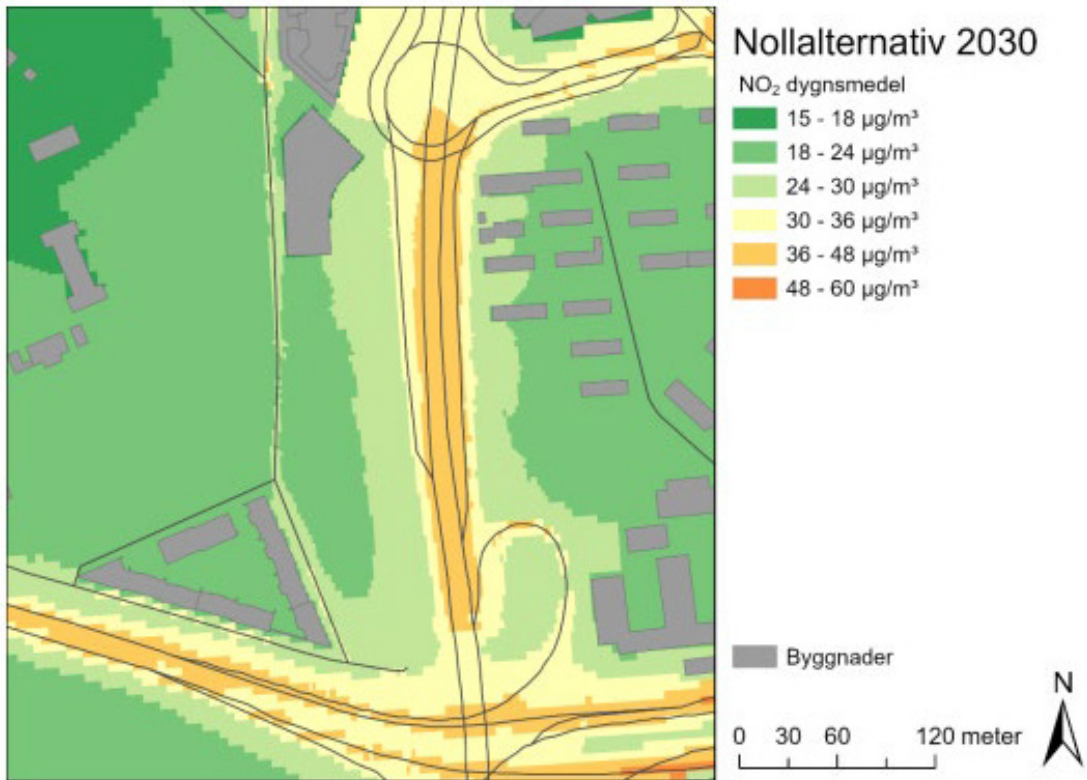 Nollalternativ 2030
NO₂ dygnsmedel
15 - 18 µg/m³
18 - 24 µg/m³
24 - 30 µg/m³
30 - 36 µg/m³
36 - 48 µg/m³
48 - 60 µg/m³
Byggnader
N
0 30 60 120 meter